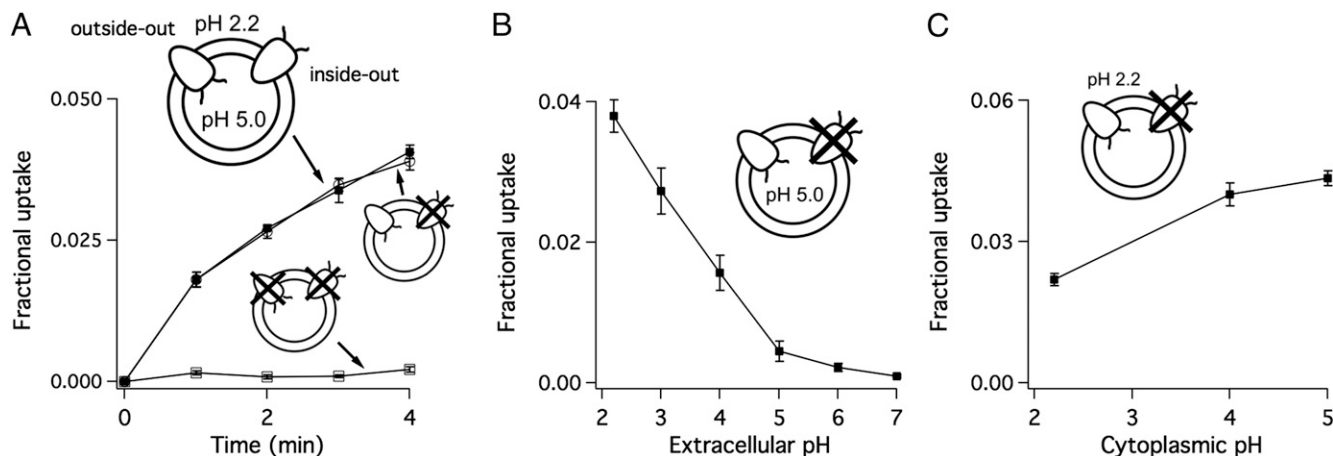 A
outside-out
pH 2.2
inside-out
pH 5.0
Fractional uptake
0.050
0.025
0.000
0
2
4
Time (min)
B
Fractional uptake
0.04
0.02
0.00
pH 5.0
2
3
4
5
6
7
Extracellular pH
C
Fractional uptake
0.06
0.03
0.00
pH 2.2
2
3
4
5
Cytoplasmic pH